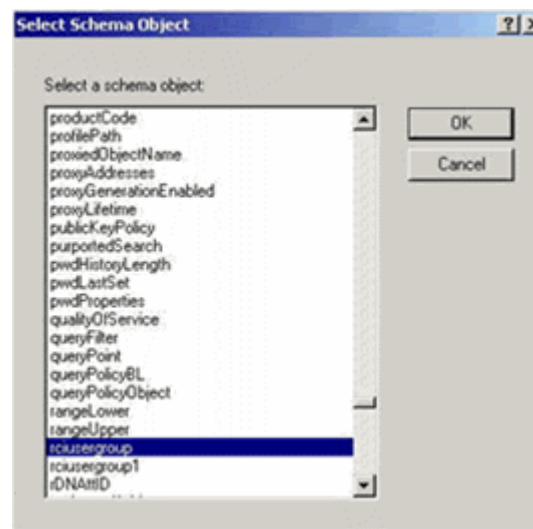 Select Schema Object
Select a schema object:
productCode
profilePath
proxiedObjectName
proxyAddresses
proxyGenerationEnabled
proxyLifetime
publicKeyPolicy
purportedSearch
pwdHistoryLength
pwdLastSet
pwdProperties
qualityOfService
queryFilter
queryPoint
queryPolicyBL
queryPolicyObject
rangeLower
rangeUpper
rciusergroup
rciusergroup1
rDNAttID
OK
Cancel